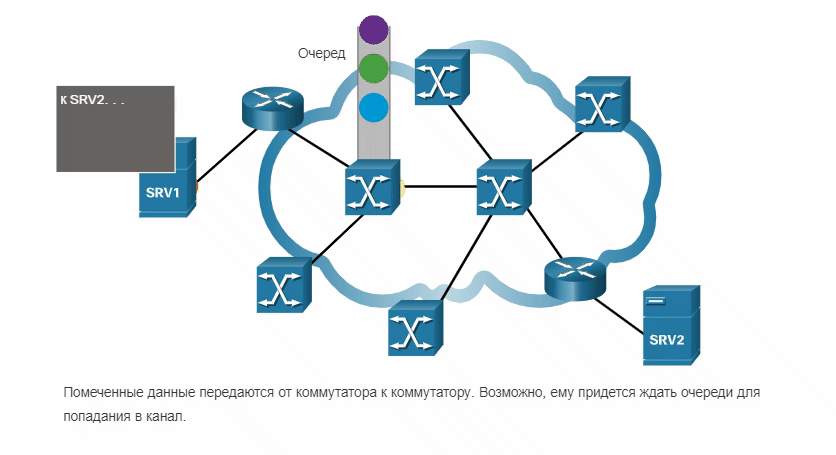 Очеред
к SRV2. . .
SRV1
SRV2
Помеченные данные передаются от коммутатора к коммутатору. Возможно, ему придется ждать очереди для
попадания в канал.